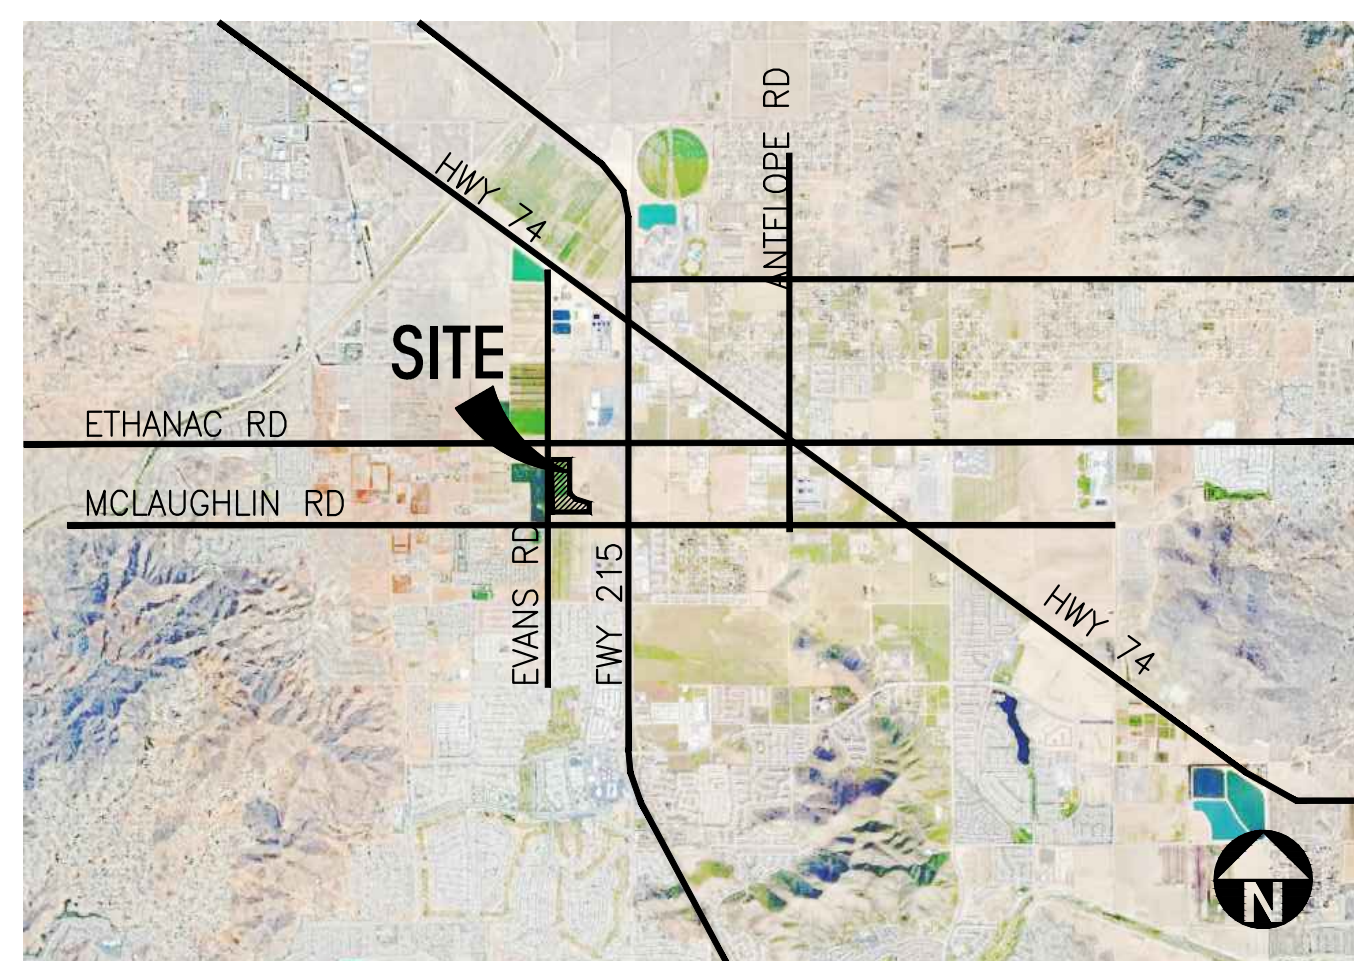 ANTELOPE RD
HWY 74
SITE
ETHANAC RD
MCLAUGHLIN RD
EVANS RD
FWY 215
HWY 74
N